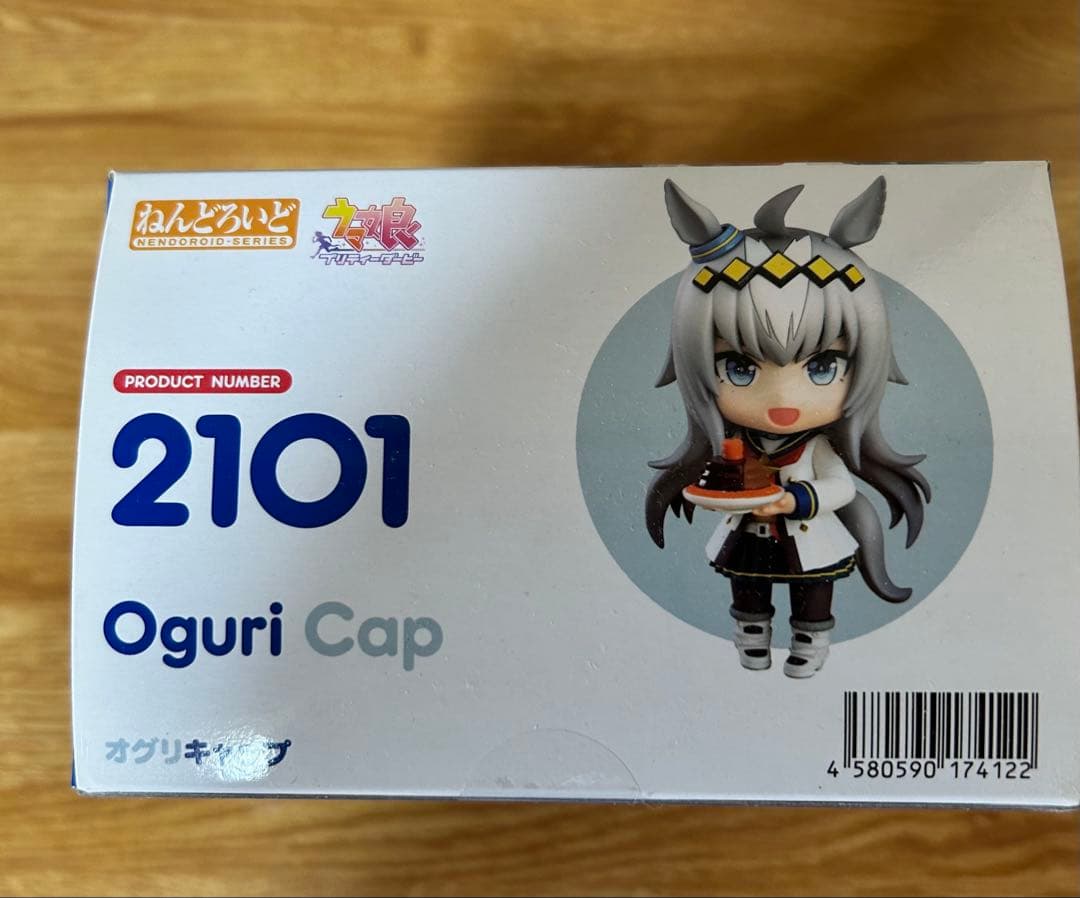 ねんどろいど
NENDOROID-SERIES
ウマ娘
プリティーダービー
PRODUCT NUMBER
2101
Oguri Cap
オグリキャップ
4 580590 174122